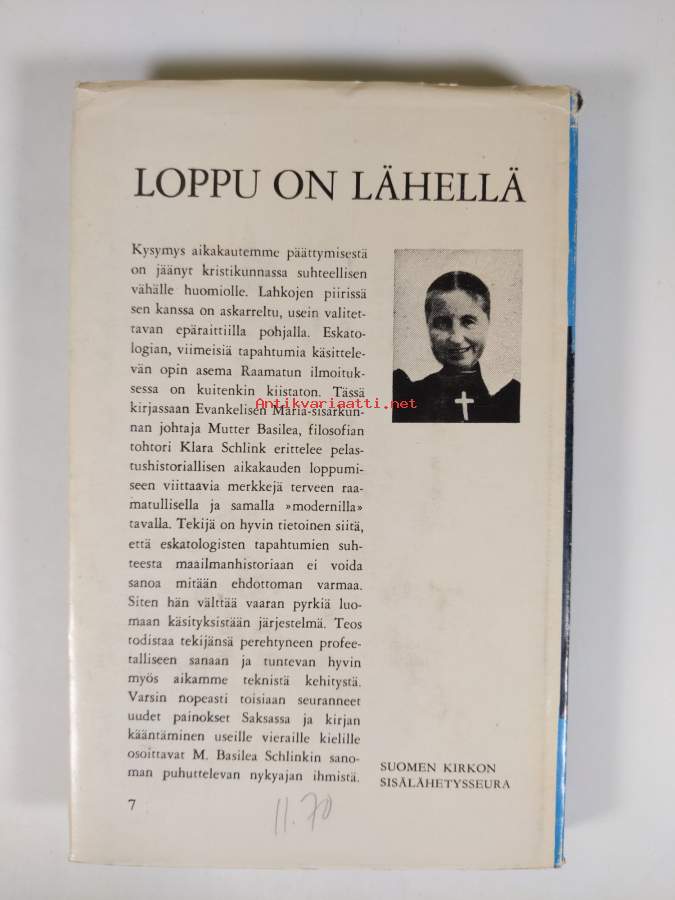 LOPPU ON LÄHELLÄ
Kysymys aikakautemme päättymisestä
on jäänyt kristikunnassa suhteellisen
vähälle huomiolle. Lahkojen piirissä
sen kanssa on askarreltu, usein valitet-
tavan epäraittiilla pohjalla. Eskato-
logian, viimeisiä tapahtumia käsittele-
vän opin asema Raamatun ilmoituk-
sessa on kuitenkin kiistaton. Tässä
kirjassaan Evankelisen Maria-sisarkun-
nan johtaja Mutter Basilea, filosofian
tohtori Klara Schlink erittelee pelas-
tushistoriallisen aikakauden loppumi-
seen viittaavia merkkejä terveen raa-
matullisella ja samalla »modernilla»
tavalla. Tekijä on hyvin tietoinen siitä,
että eskatologisten tapahtumien suh-
teesta maailmanhistoriaan ei voida
sanoa mitään ehdottoman varmaa.
Siten hän välttää vaaran pyrkiä luo-
maan käsityksistään järjestelmä. Teos
todistaa tekijänsä perehtyneen profee-
talliseen sanaan ja tuntevan hyvin
myös aikamme teknistä kehitystä.
Varsin nopeasti toisiaan seuranneet
uudet painokset Saksassa ja kirjan
kääntäminen useille vieraille kielille
osoittavat M. Basilea Schlinkin sano-
man puhuttelevan nykyajan ihmistä.
Antikvariaatti.net
SUOMEN KIRKON
SISÄLÄHETYSSEURA
7
11.70